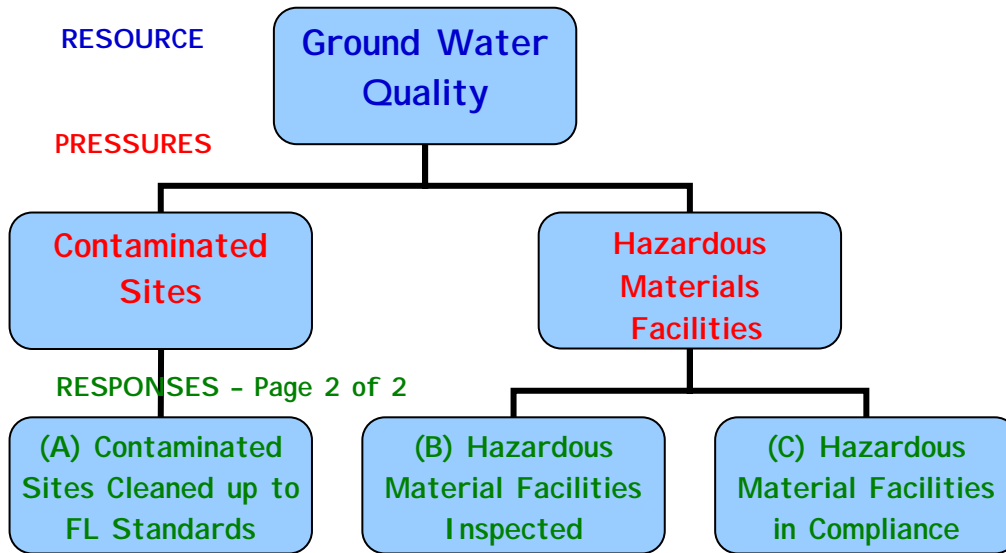 RESOURCE
Ground Water
Quality
PRESSURES
Contaminated
Sites
Hazardous
Materials
Facilities
RESPONSES – Page 2 of 2
(A) Contaminated
Sites Cleaned up to
FL Standards
(B) Hazardous
Material Facilities
Inspected
(C) Hazardous
Material Facilities
in Compliance